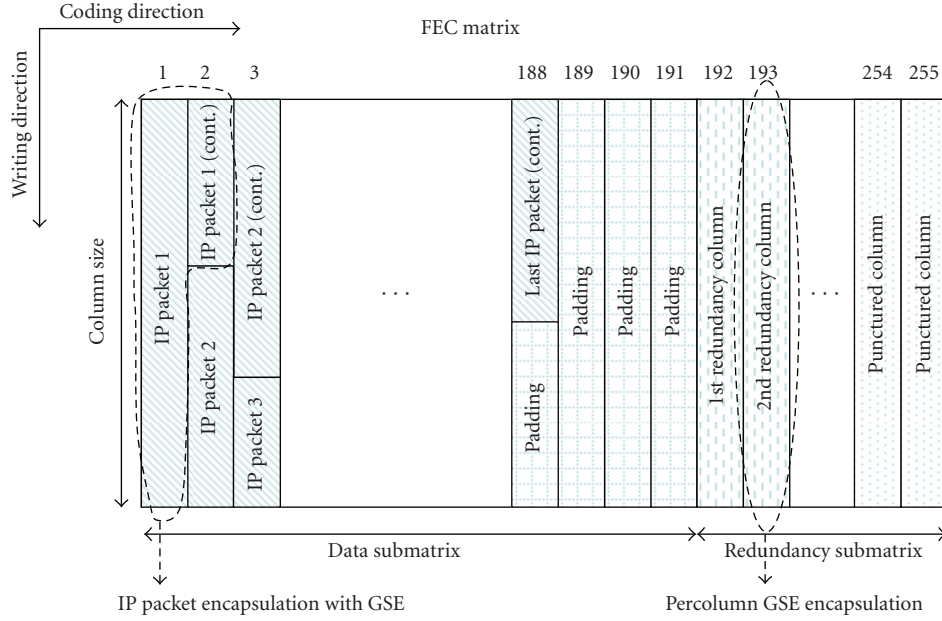 Coding direction
FEC matrix
Writing direction
1 2 3 188 189 190 191 192 193 254 255
Column size
IP packet 1
IP packet 1 (cont.)
IP packet 2
IP packet 2 (cont.)
IP packet 3
. . .
Last IP packet (cont.)
Padding
Padding
Padding
Padding
1st redundancy column
2nd redundancy column
. . .
Punctured column
Punctured column
Data submatrix
Redundancy submatrix
IP packet encapsulation with GSE
Percolumn GSE encapsulation